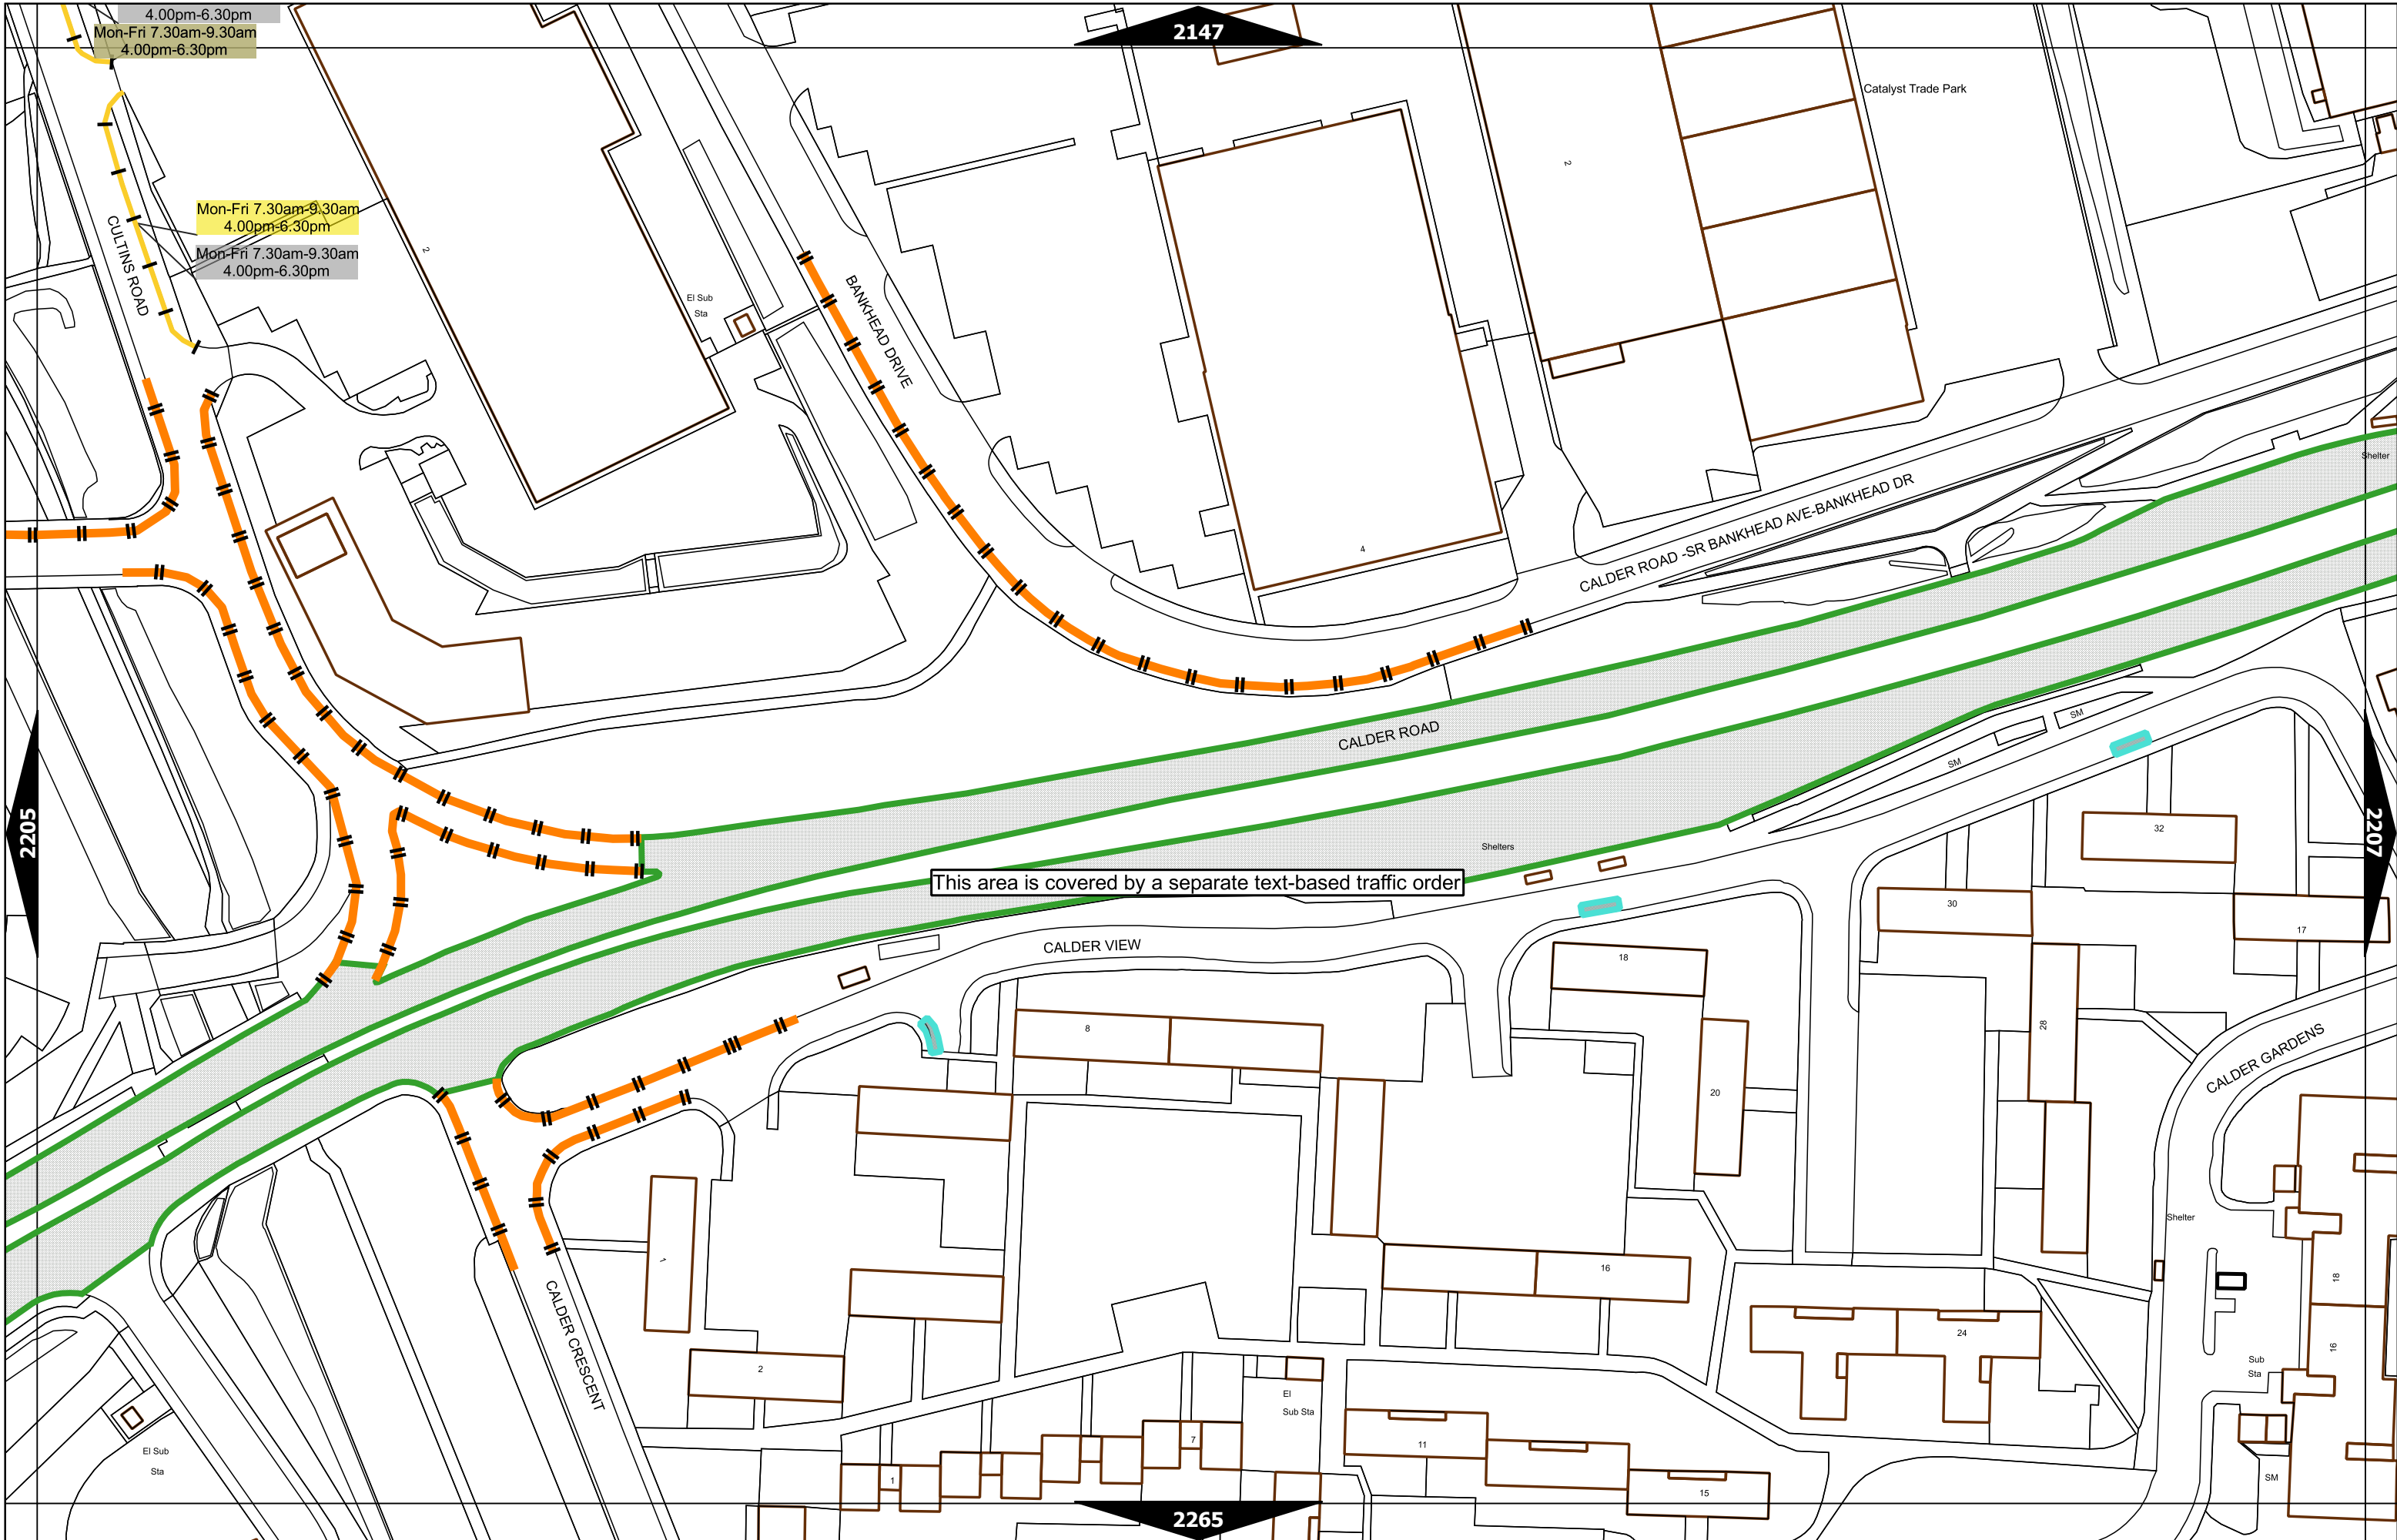 4.00pm-6.30pm
Mon-Fri 7.30am-9.30am
4.00pm-6.30pm
2147
Catalyst Trade Park
2
Mon-Fri 7.30am-9.30am
4.00pm-6.30pm
CULTINS ROAD
2
Mon-Fri 7.30am-9.30am
4.00pm-6.30pm
El Sub
Sta
BANKHEAD DRIVE
Shelter
CALDER ROAD -SR BANKHEAD AVE-BANKHEAD DR
4
CALDER ROAD
SM
SM
2205
2207
32
Shelters
This area is covered by a separate text-based traffic order
30
17
CALDER VIEW
18
8
28
20
CALDER GARDENS
Shelter
1
16
18
CALDER CRESCENT
24
16
2
Sub
Sta
El
Sub Sta
7
11
El Sub
Sta
1
15
SM
2265